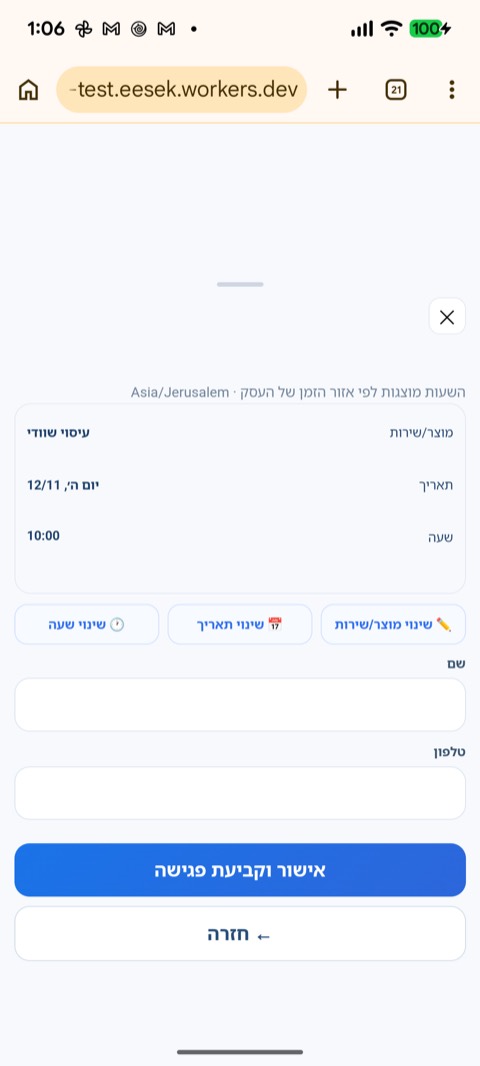 1:06
100
-test.eesek.workers.dev
21
השעות מוצגות לפי אזור הזמן של העסק · Asia/Jerusalem
מוצר/שירות
עיסוי שוודי
תאריך
יום ה׳, 12/11
שעה
10:00
✏️ שינוי מוצר/שירות
📅 שינוי תאריך
🕐 שינוי שעה
שם
טלפון
אישור וקביעת פגישה
← חזרה